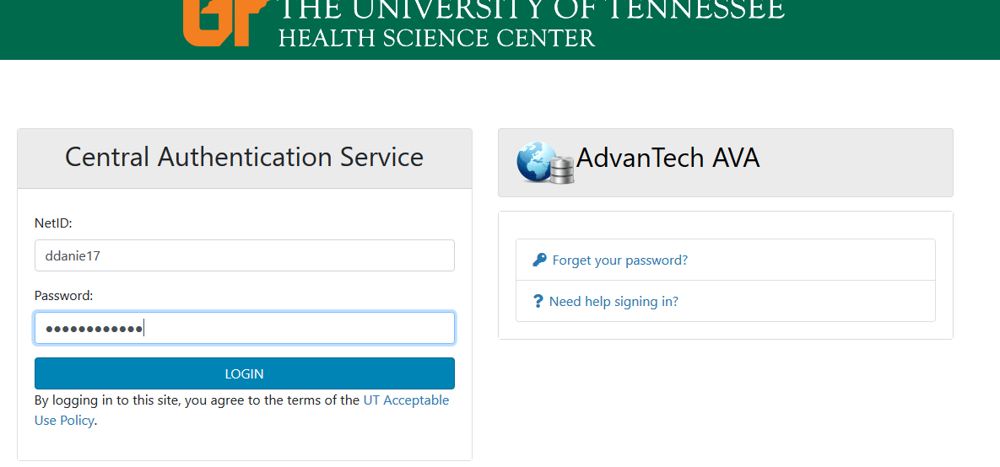 THE UNIVERSITY OF TENNESSEE
HEALTH SCIENCE CENTER
Central Authentication Service
NetID:
ddanie17
Password:
●●●●●●●●●●●●
LOGIN
By logging in to this site, you agree to the terms of the UT Acceptable
Use Policy.
AdvanTech AVA
Forget your password?
? Need help signing in?